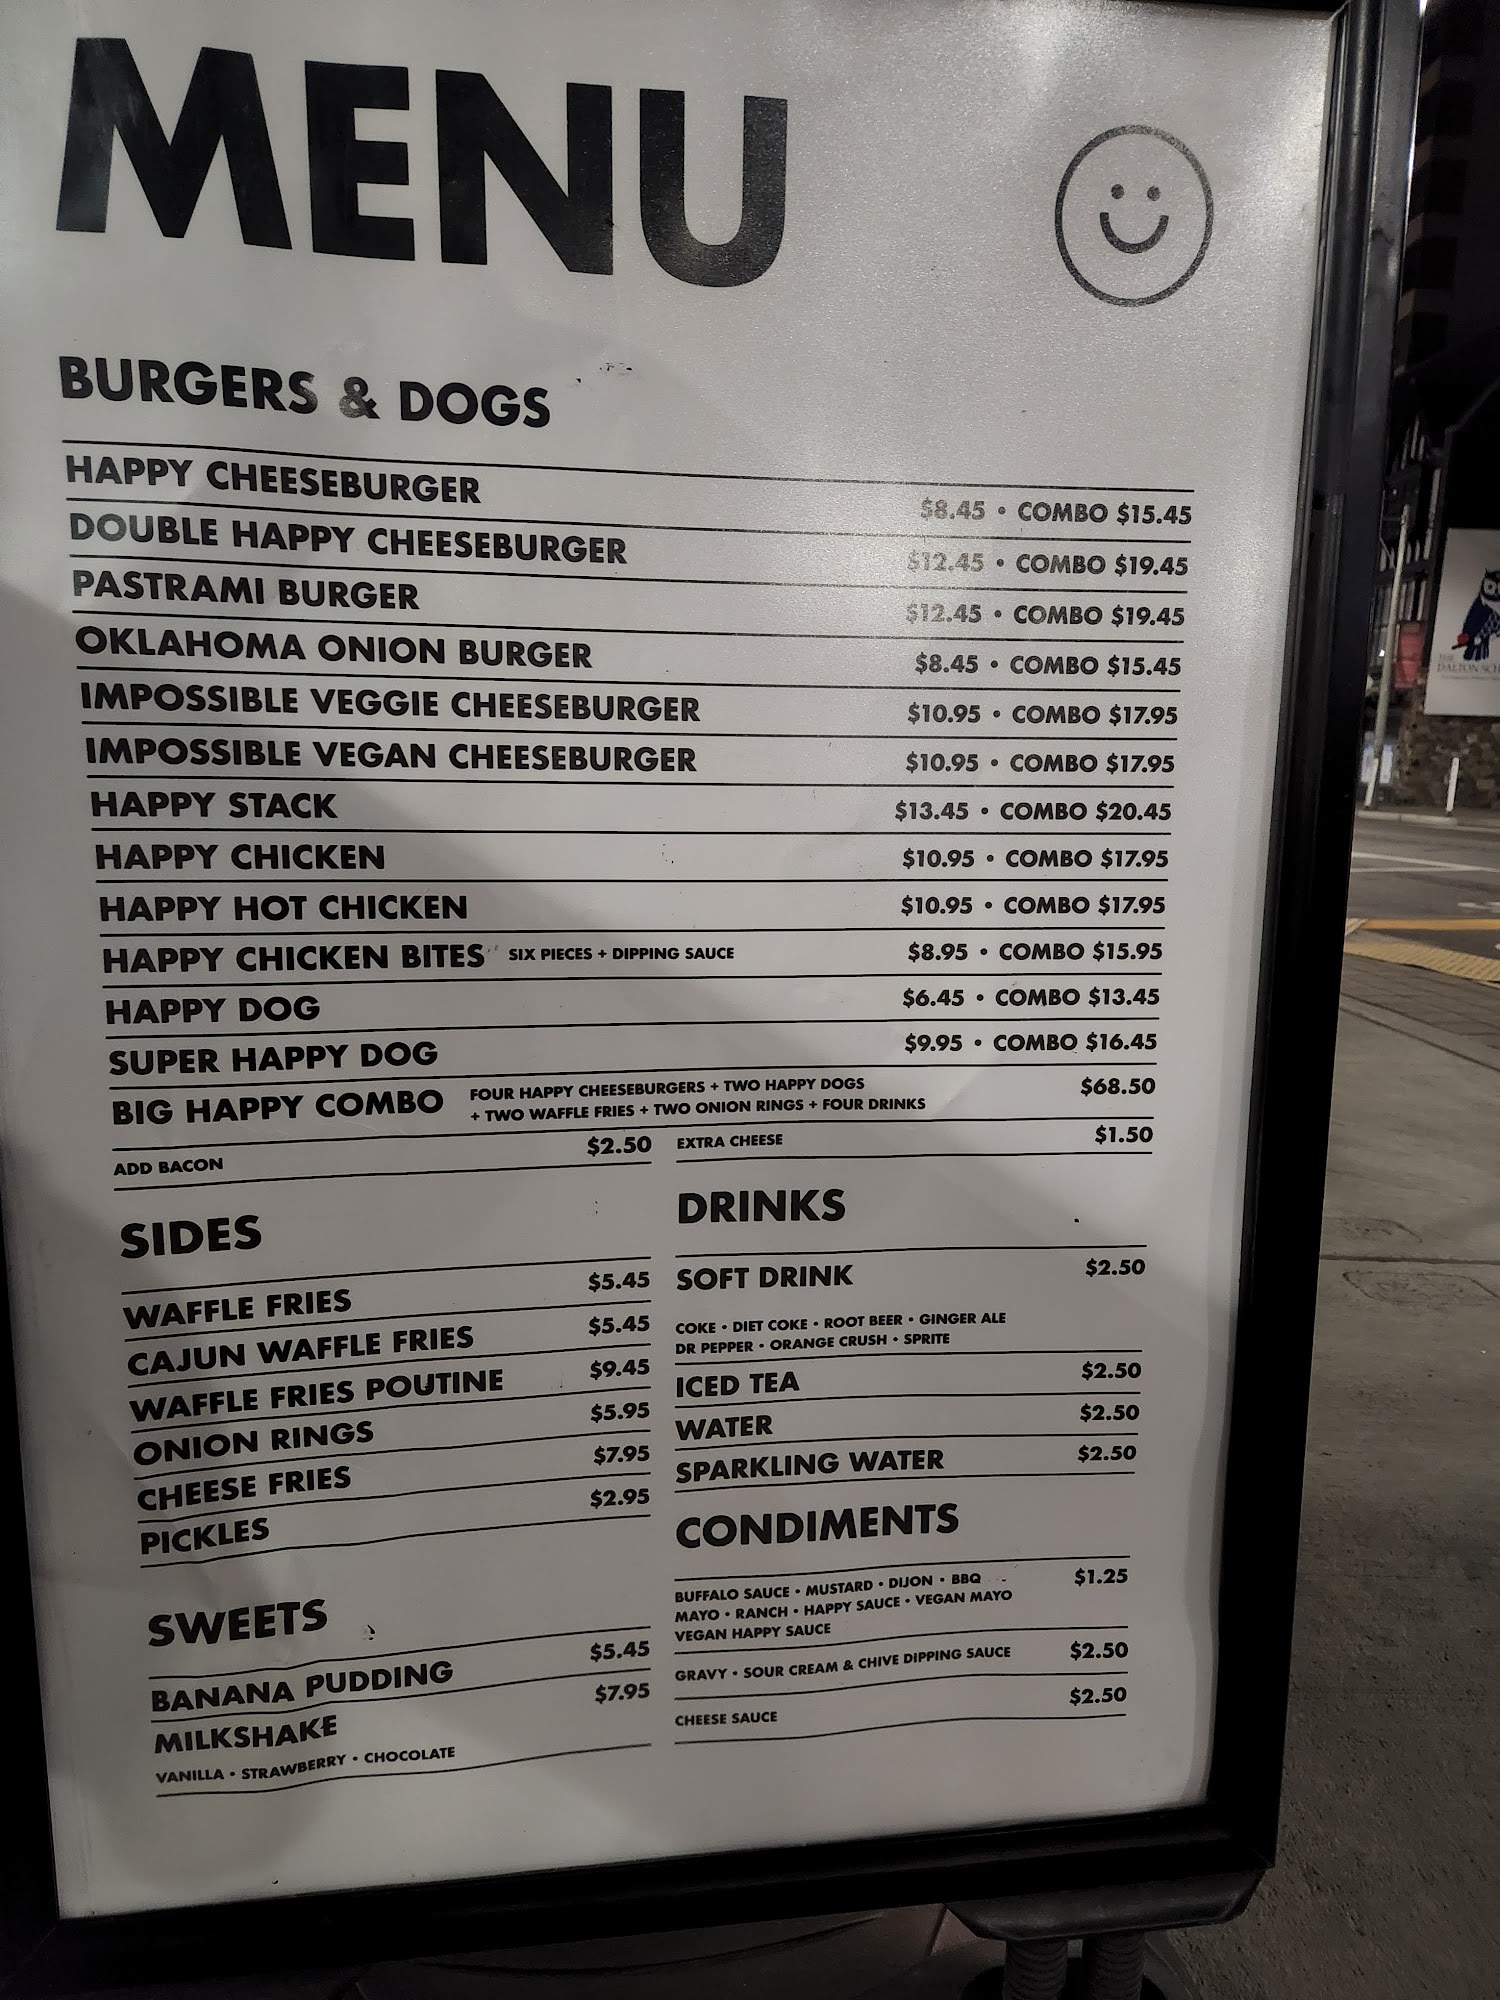 MENU
BURGERS & DOGS
HAPPY CHEESEBURGER $8.45 • COMBO $15.45
DOUBLE HAPPY CHEESEBURGER $12.45 • COMBO $19.45
PASTRAMI BURGER $12.45 • COMBO $19.45
OKLAHOMA ONION BURGER $8.45 • COMBO $15.45
IMPOSSIBLE VEGGIE CHEESEBURGER $10.95 • COMBO $17.95
IMPOSSIBLE VEGAN CHEESEBURGER $10.95 • COMBO $17.95
HAPPY STACK $13.45 • COMBO $20.45
HAPPY CHICKEN $10.95 • COMBO $17.95
HAPPY HOT CHICKEN $10.95 • COMBO $17.95
HAPPY CHICKEN BITES SIX PIECES + DIPPING SAUCE $8.95 • COMBO $15.95
HAPPY DOG $6.45 • COMBO $13.45
SUPER HAPPY DOG $9.95 • COMBO $16.45
BIG HAPPY COMBO FOUR HAPPY CHEESEBURGERS + TWO HAPPY DOGS $68.50
+ TWO WAFFLE FRIES + TWO ONION RINGS + FOUR DRINKS
ADD BACON $2.50
EXTRA CHEESE $1.50
SIDES
WAFFLE FRIES $5.45
CAJUN WAFFLE FRIES $5.45
WAFFLE FRIES POUTINE $9.45
ONION RINGS $5.95
CHEESE FRIES $7.95
PICKLES $2.95
SWEETS
BANANA PUDDING $5.45
MILKSHAKE $7.95
VANILLA • STRAWBERRY • CHOCOLATE
DRINKS
SOFT DRINK $2.50
COKE • DIET COKE • ROOT BEER • GINGER ALE
DR PEPPER • ORANGE CRUSH • SPRITE
ICED TEA $2.50
WATER $2.50
SPARKLING WATER $2.50
CONDIMENTS
BUFFALO SAUCE • MUSTARD • DIJON • BBQ $1.25
MAYO • RANCH • HAPPY SAUCE • VEGAN MAYO
VEGAN HAPPY SAUCE
GRAVY • SOUR CREAM & CHIVE DIPPING SAUCE $2.50
CHEESE SAUCE $2.50
THE
DALTON